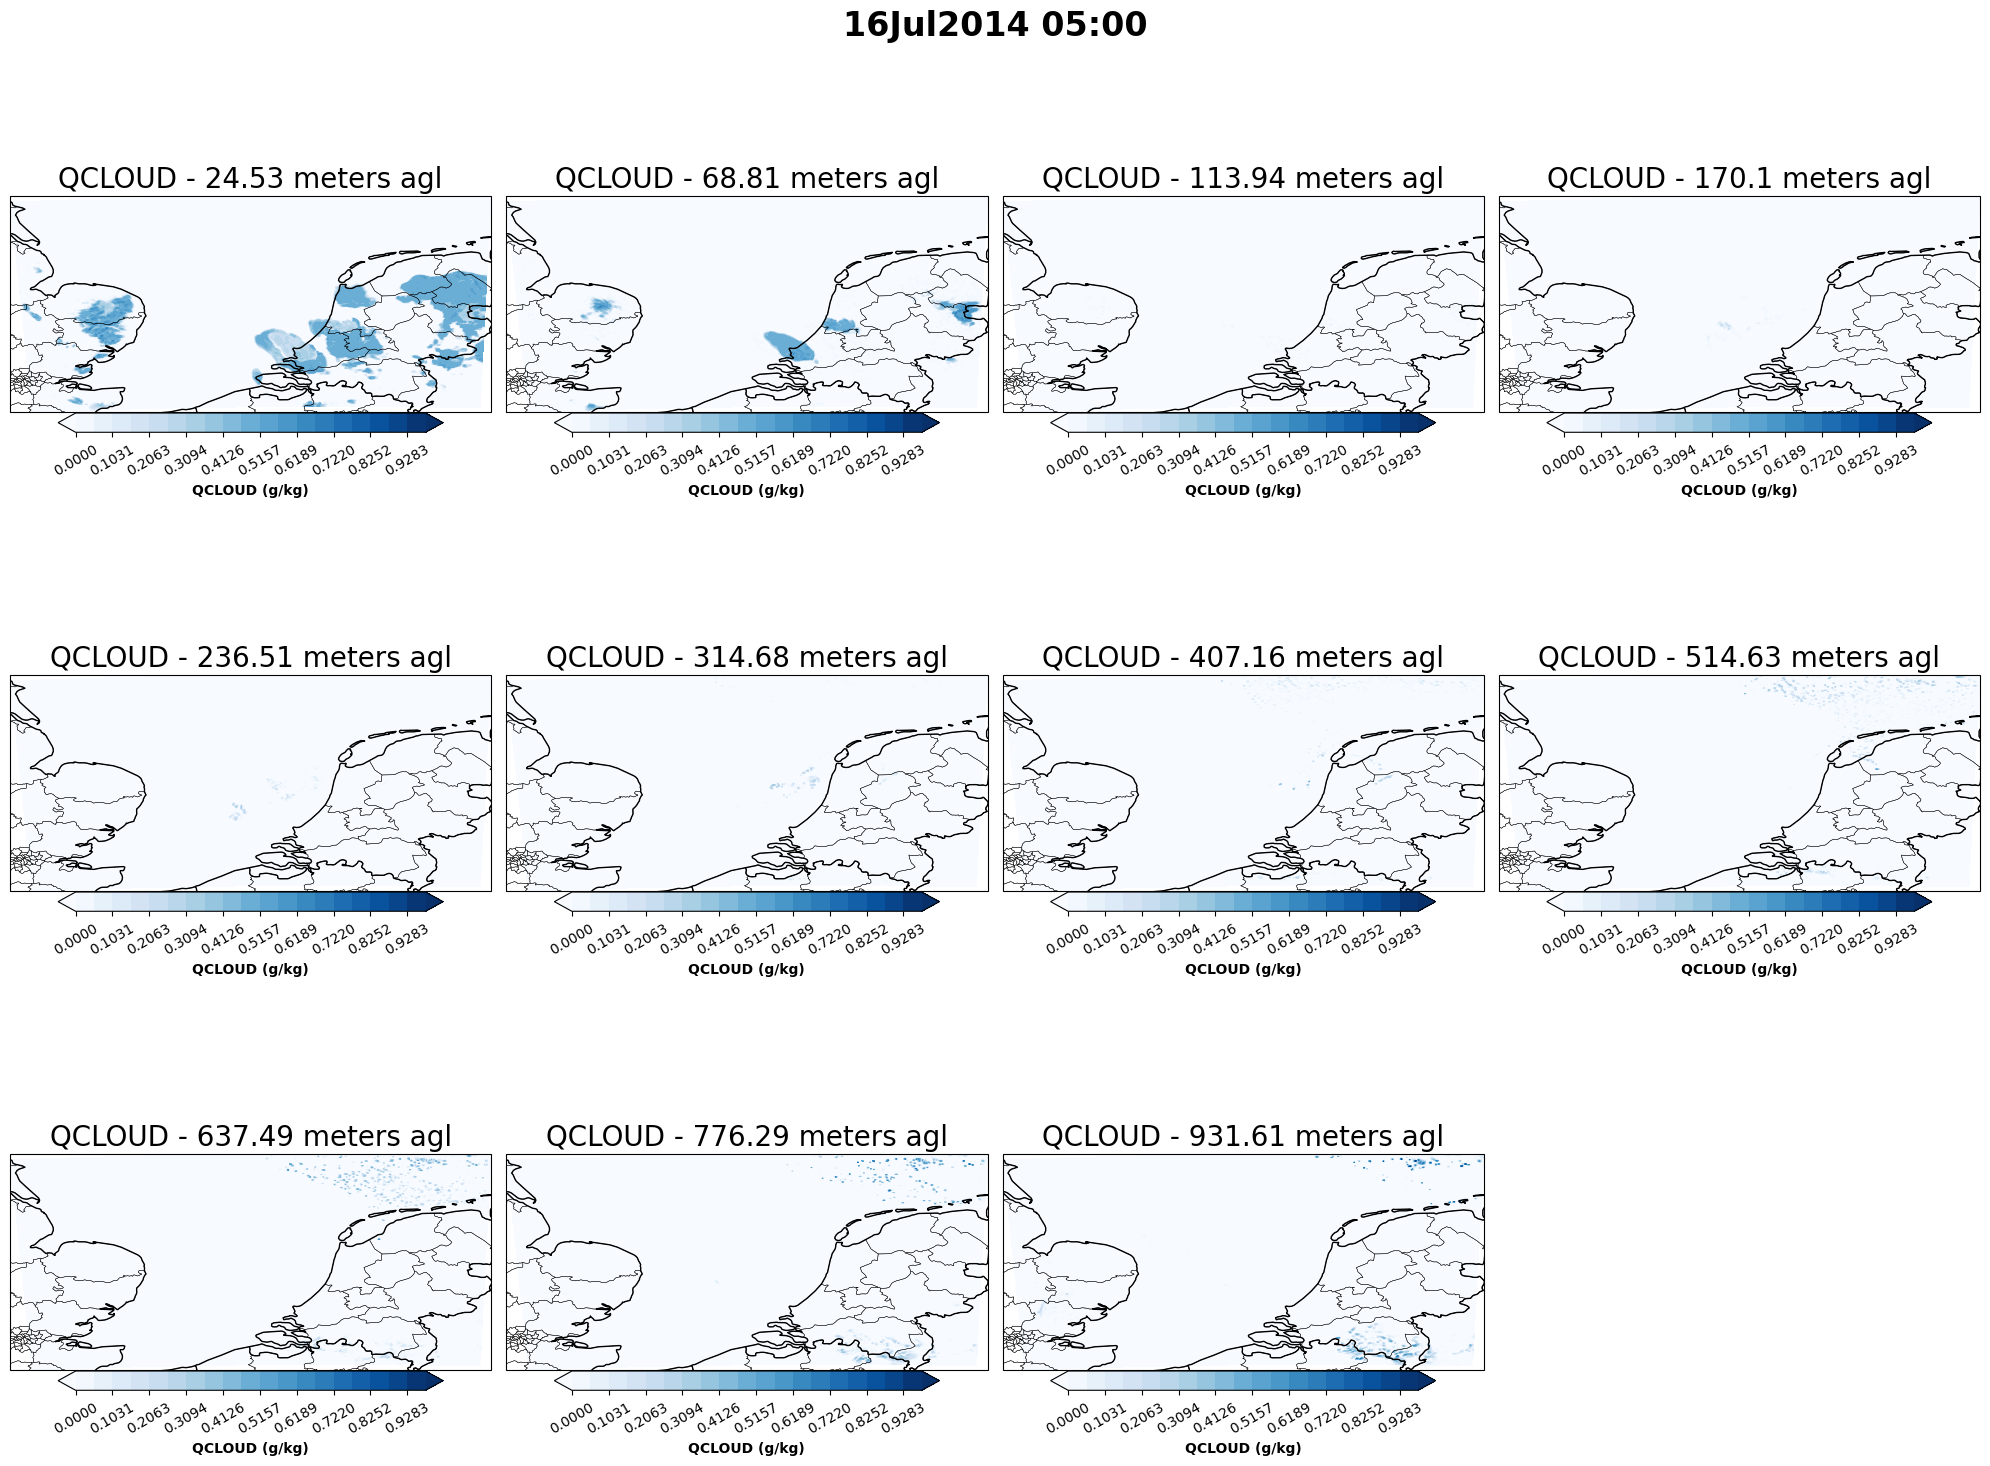 16Jul2014 05:00
QCLOUD - 24.53 meters agl
QCLOUD - 68.81 meters agl
QCLOUD - 113.94 meters agl
QCLOUD - 170.1 meters agl
0.0000 0.1031 0.2063 0.3094 0.4126 0.5157 0.6189 0.7220 0.8252 0.9283
0.0000 0.1031 0.2063 0.3094 0.4126 0.5157 0.6189 0.7220 0.8252 0.9283
0.0000 0.1031 0.2063 0.3094 0.4126 0.5157 0.6189 0.7220 0.8252 0.9283
0.0000 0.1031 0.2063 0.3094 0.4126 0.5157 0.6189 0.7220 0.8252 0.9283
QCLOUD (g/kg)
QCLOUD (g/kg)
QCLOUD (g/kg)
QCLOUD (g/kg)
QCLOUD - 236.51 meters agl
QCLOUD - 314.68 meters agl
QCLOUD - 407.16 meters agl
QCLOUD - 514.63 meters agl
0.0000 0.1031 0.2063 0.3094 0.4126 0.5157 0.6189 0.7220 0.8252 0.9283
0.0000 0.1031 0.2063 0.3094 0.4126 0.5157 0.6189 0.7220 0.8252 0.9283
0.0000 0.1031 0.2063 0.3094 0.4126 0.5157 0.6189 0.7220 0.8252 0.9283
0.0000 0.1031 0.2063 0.3094 0.4126 0.5157 0.6189 0.7220 0.8252 0.9283
QCLOUD (g/kg)
QCLOUD (g/kg)
QCLOUD (g/kg)
QCLOUD (g/kg)
QCLOUD - 637.49 meters agl
QCLOUD - 776.29 meters agl
QCLOUD - 931.61 meters agl
0.0000 0.1031 0.2063 0.3094 0.4126 0.5157 0.6189 0.7220 0.8252 0.9283
0.0000 0.1031 0.2063 0.3094 0.4126 0.5157 0.6189 0.7220 0.8252 0.9283
0.0000 0.1031 0.2063 0.3094 0.4126 0.5157 0.6189 0.7220 0.8252 0.9283
QCLOUD (g/kg)
QCLOUD (g/kg)
QCLOUD (g/kg)